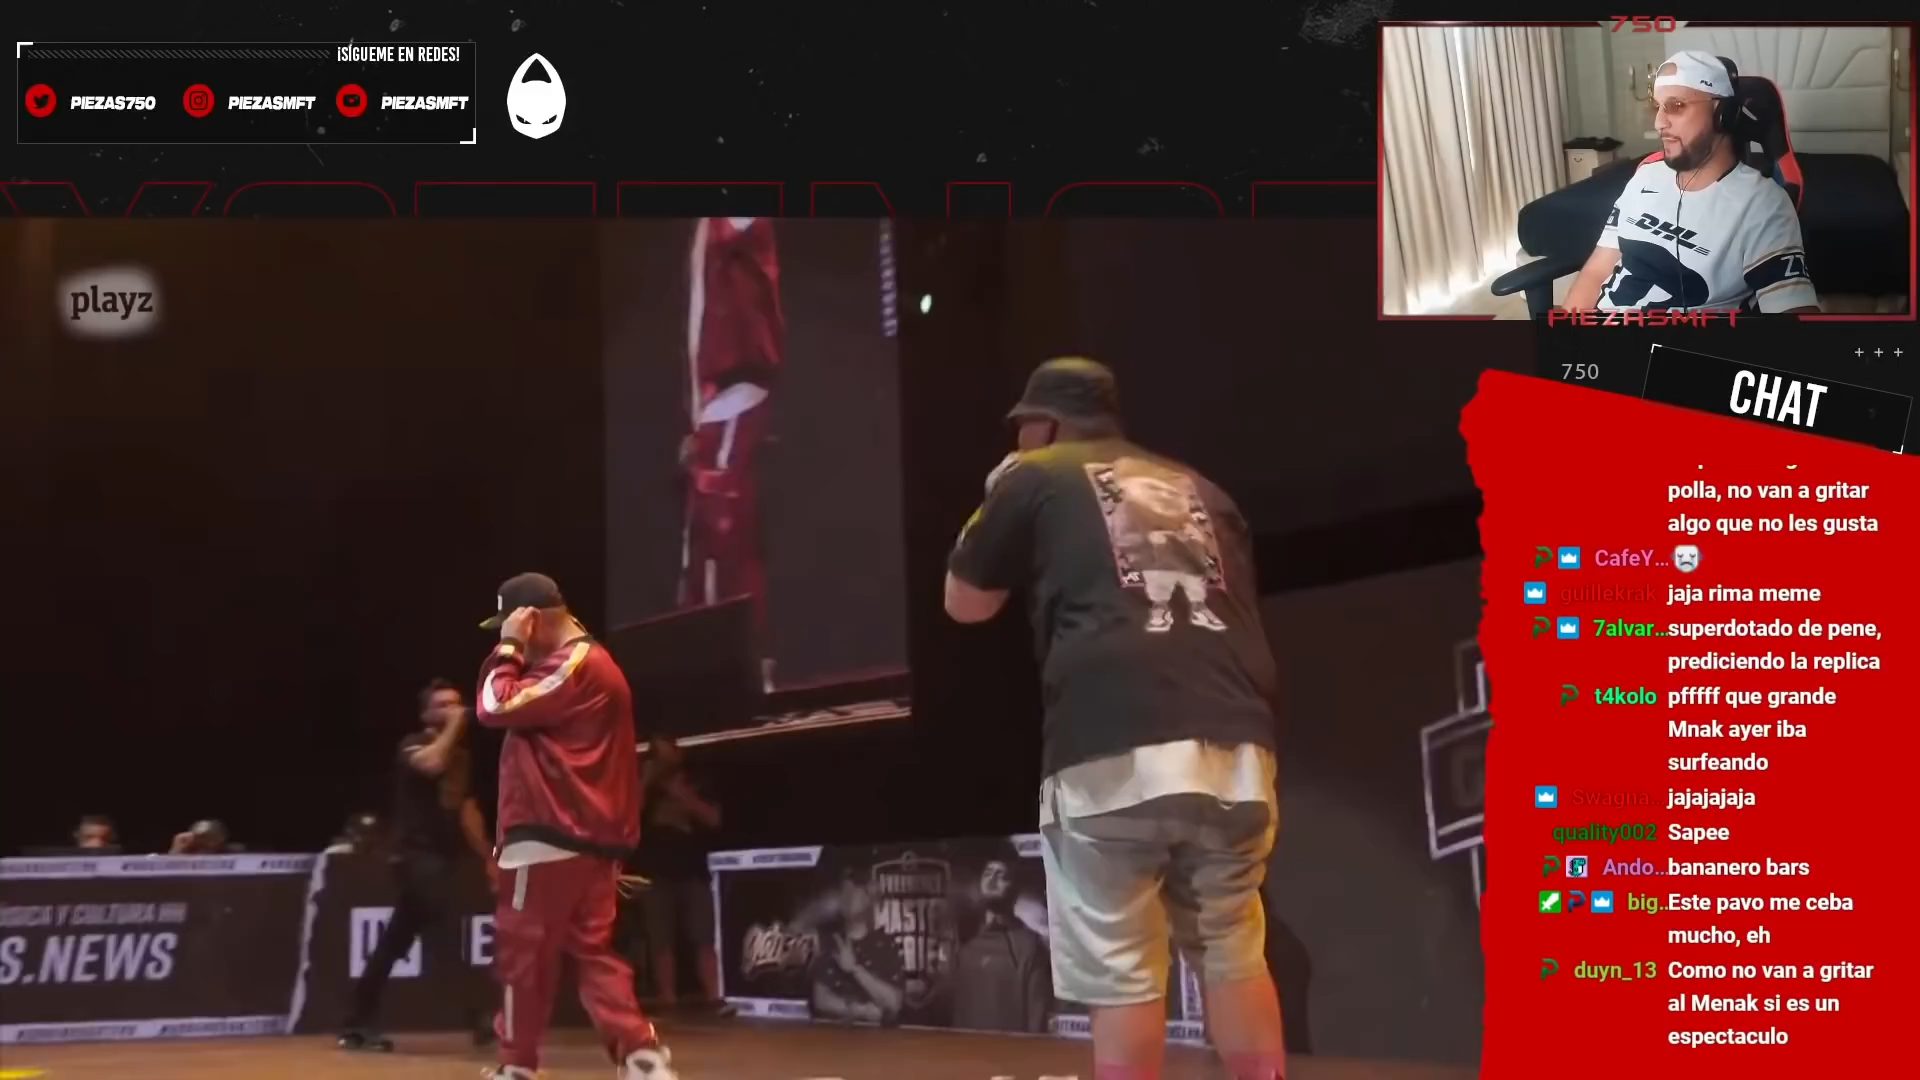 ¡SÍGUEME EN REDES!
PIEZAS750
PIEZASMFT
PIEZASMFT
750
PIEZASMFT
playz
DHL
750
CHAT
polla, no van a gritar
algo que no les gusta
CafeY...
guillekrak jaja rima meme
7alvar... superdotado de pene,
prediciendo la replica
t4kolo pfffff que grande
Mnak ayer iba
surfeando
Swagna... jajajajaja
quality002 Sapee
Ando... bananero bars
big.. Este pavo me ceba
mucho, eh
duyn_13 Como no van a gritar
al Menak si es un
espectaculo
S.NEWS